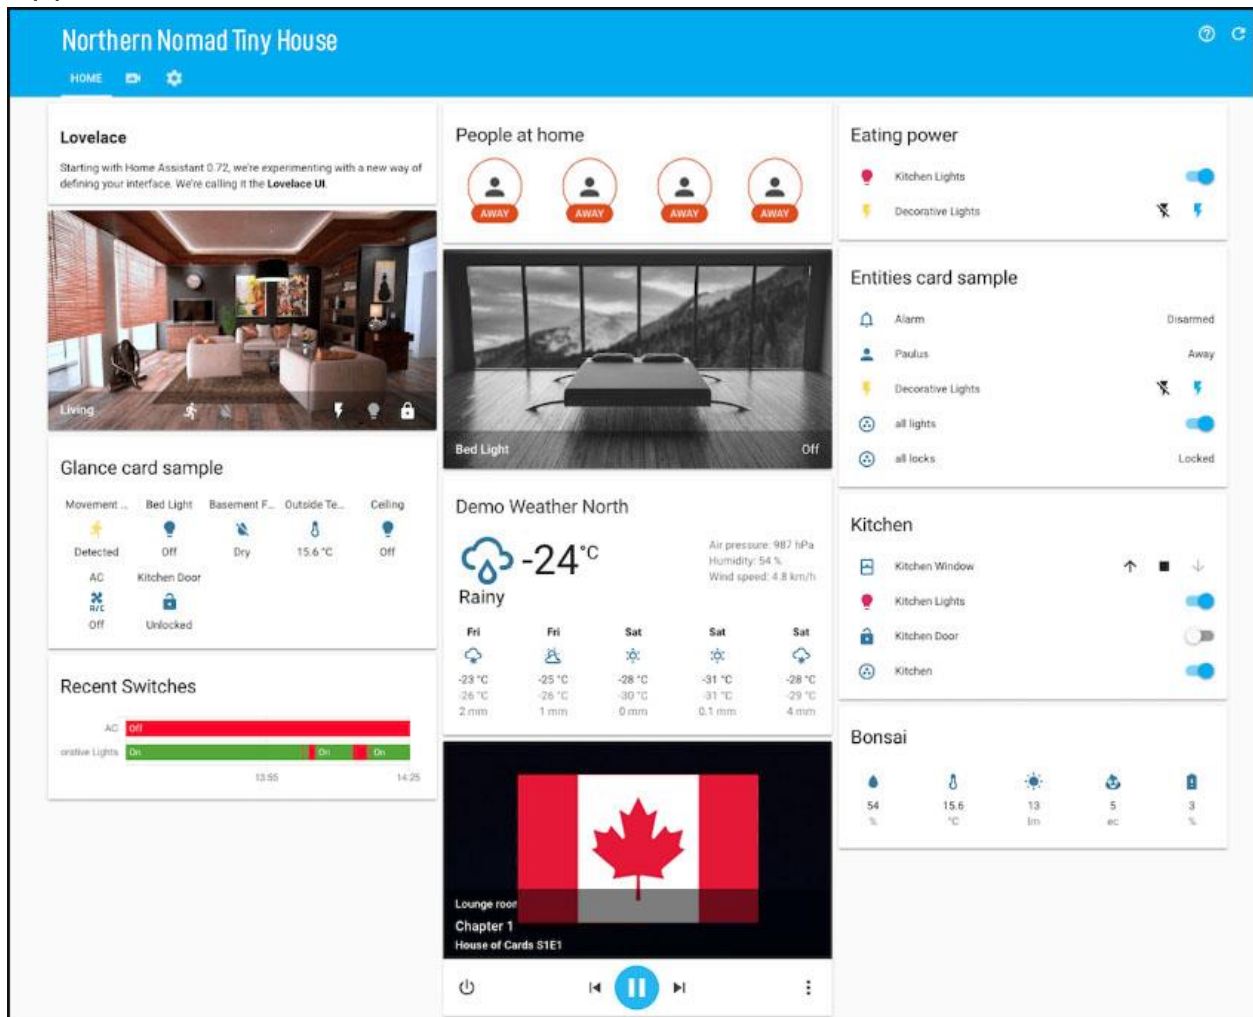 Northern Nomad Tiny House
HOME
Lovelace
Starting with Home Assistant 0.72, we're experimenting with a new way of
defining your interface. We're calling it the Lovelace UI.
Living
Glance card sample
Movement ... Bed Light Basement F... Outside Te... Ceiling
Detected Off Dry 15.6 °C Off
AC Kitchen Door
A/C
Off Unlocked
Recent Switches
AC Off
orative Lights On On On
13:55 14:25
People at home
AWAY AWAY AWAY AWAY
Bed Light Off
Demo Weather North
-24 °C
Rainy
Air pressure: 987 hPa
Humidity: 54 %
Wind speed: 4.8 km/h
Fri Fri Sat Sat Sat
-23 °C -25 °C -28 °C -31 °C -28 °C
-26 °C -26 °C -30 °C -31 °C -29 °C
2 mm 1 mm 0 mm 0.1 mm 4 mm
Lounge room
Chapter 1
House of Cards S1E1
Eating power
Kitchen Lights
Decorative Lights
Entities card sample
Alarm Disarmed
Paulus Away
Decorative Lights
all lights
all locks Locked
Kitchen
Kitchen Window
Kitchen Lights
Kitchen Door
Kitchen
Bonsai
54 15.6 13 5 3
% °C lm ec %